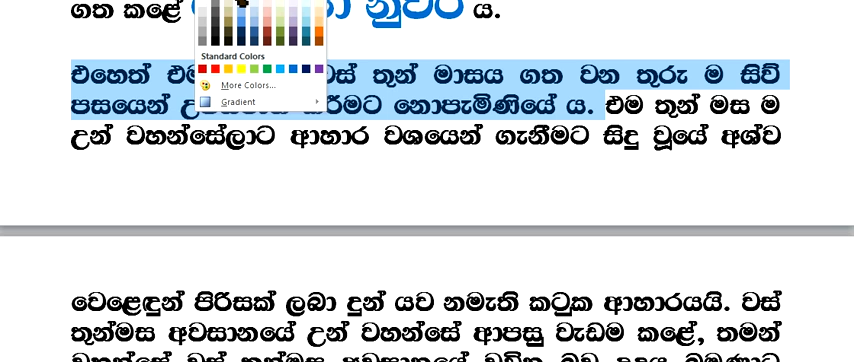 ගත කළේ නුවර ය.
Standard Colors
More Colors...
Gradient
එහෙත් වස් තුන් මාසය ගත වන තුරු ම සිව්
පසයෙන් කිරීමට නොපැමිණියේ ය. එම තුන් මස ම
උන් වහන්සේලාට ආහාර වශයෙන් ගැනීමට සිදු වූයේ අශ්ව
වෙළෙඳුන් පිරිසක් ලබා දුන් යව නමැති කටුක ආහාරයයි. වස්
තුන්මස අවසානයේ උන් වහන්සේ ආපසු වැඩම කළේ, තමන්